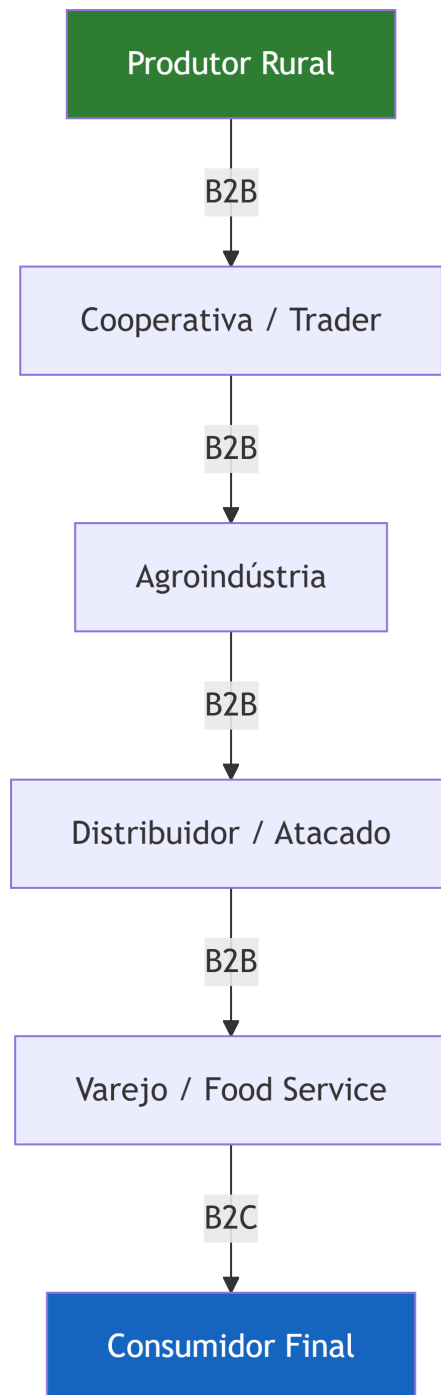 Produtor Rural
B2B
Cooperativa / Trader
B2B
Agroindústria
B2B
Distribuidor / Atacado
B2B
Varejo / Food Service
B2C
Consumidor Final